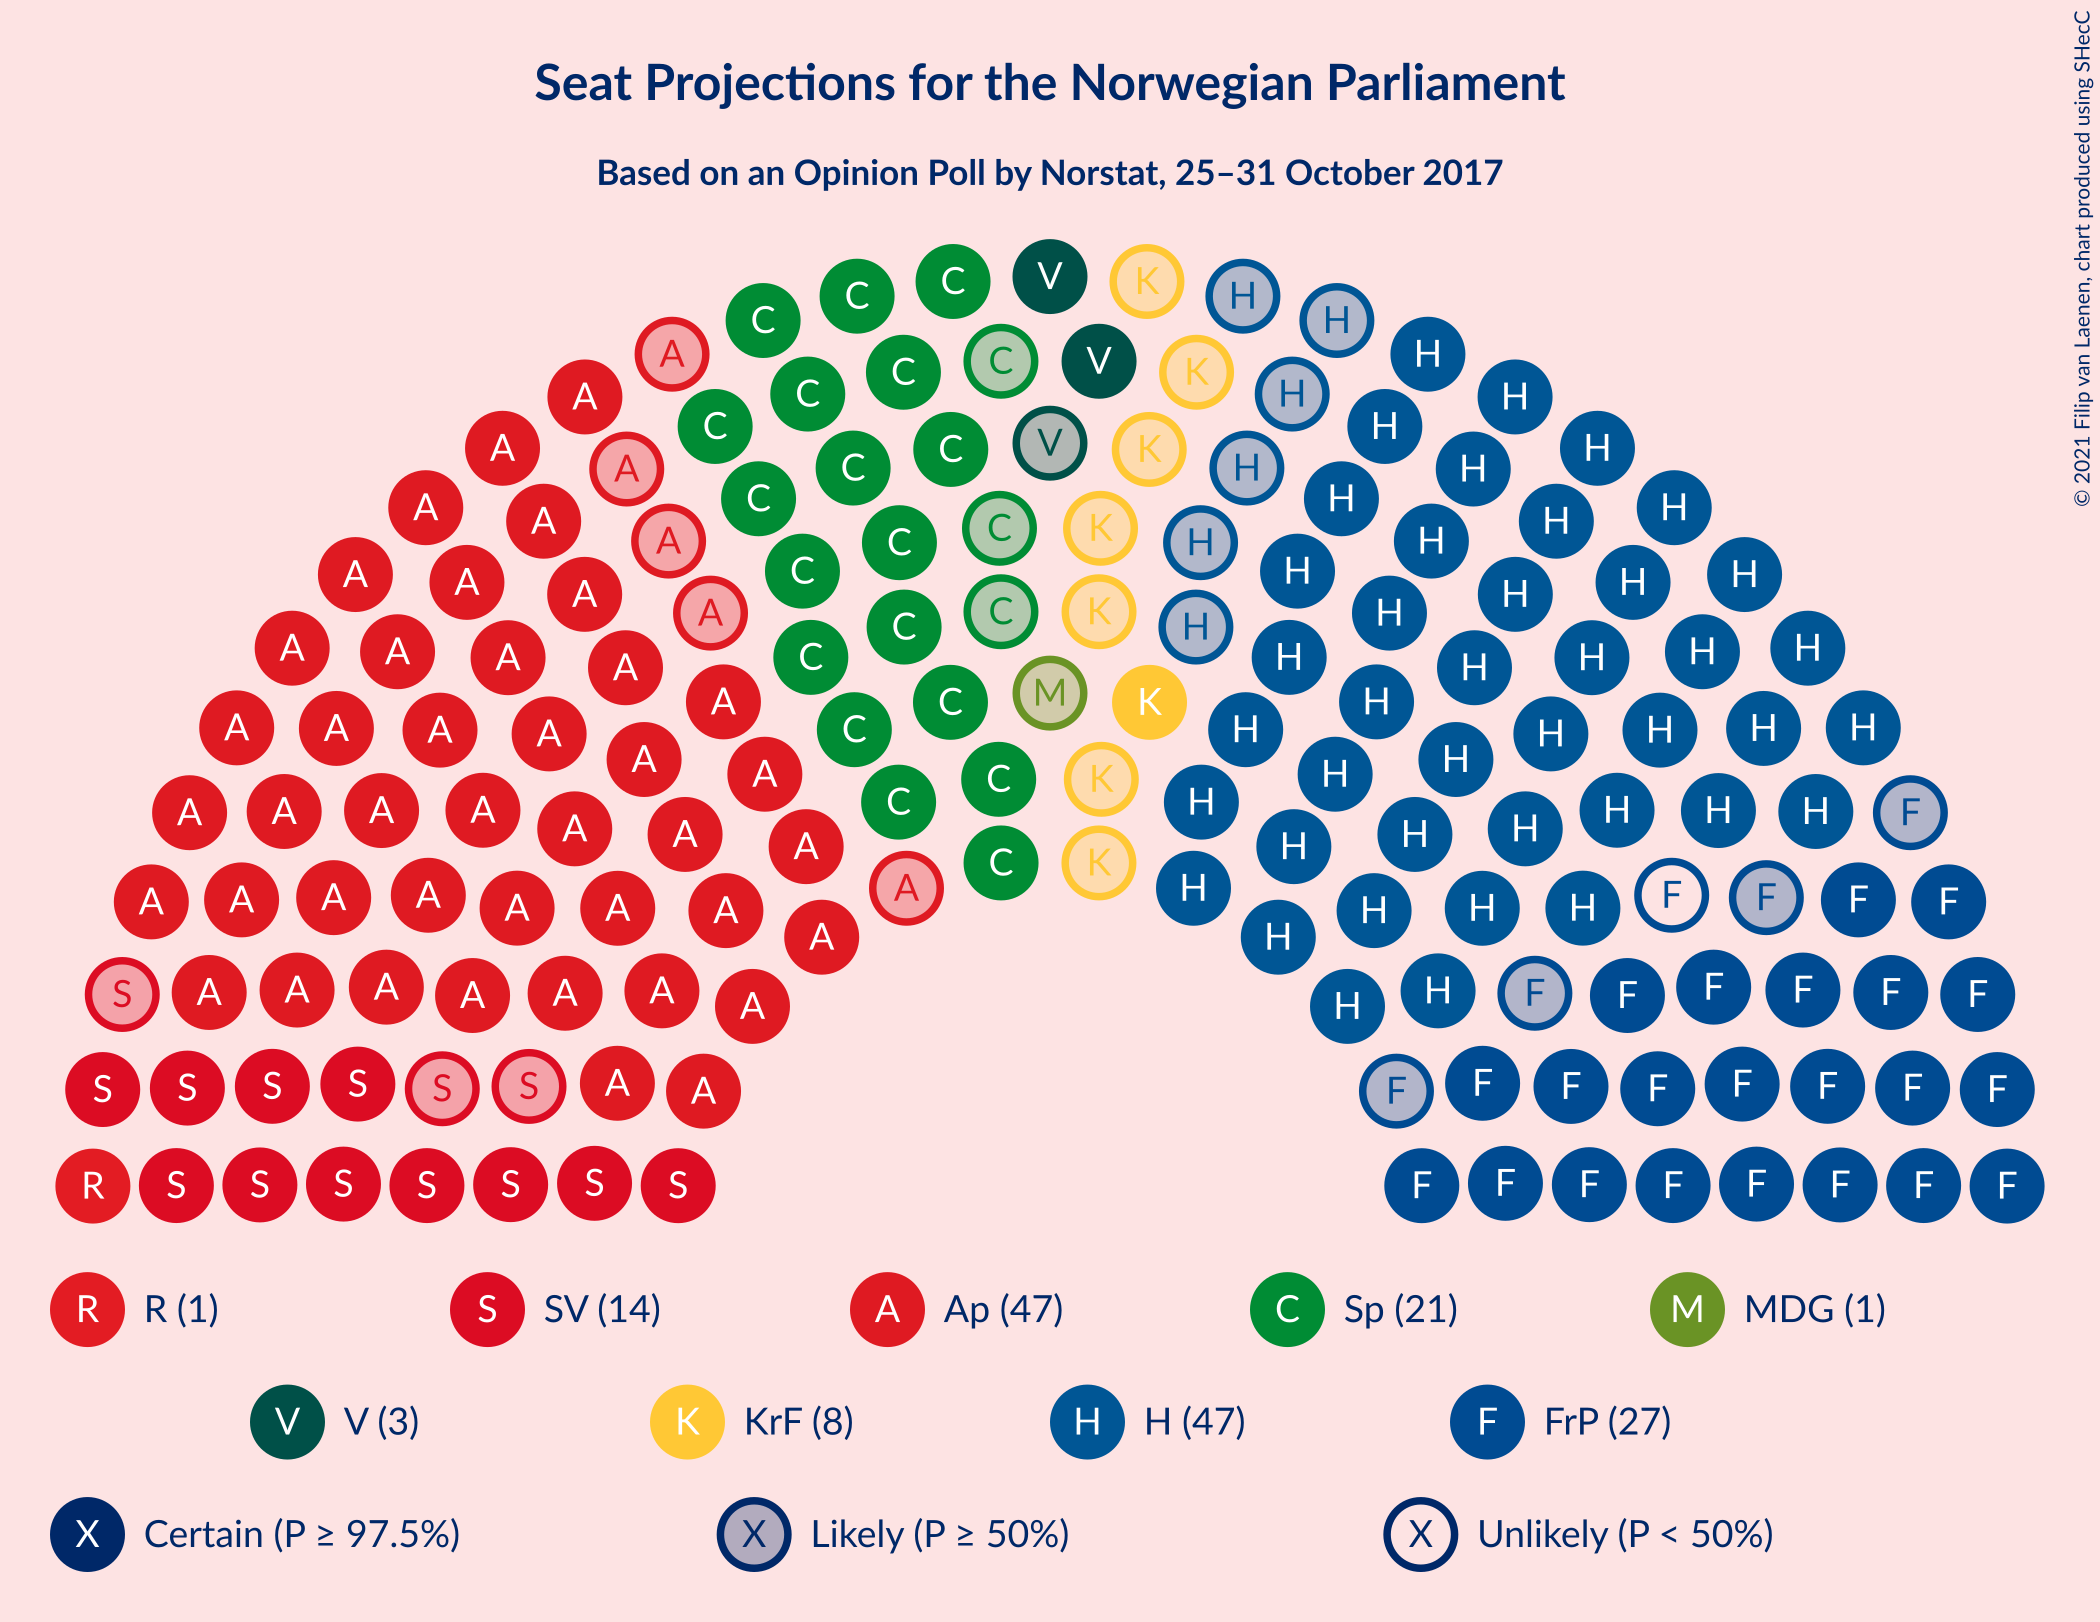 © 2021 Filip van Laenen, chart produced using SHecC
Seat Projections for the Norwegian Parliament
Based on an Opinion Poll by Norstat, 25–31 October 2017
C C V K H
C H
A C C V K H
A C H H
A C C V K H H
A C H H
A C H H
A A C C K H H H
A A C H H H
A A C C K H H H
A A A A C H H H H H
A C M K H
A A A A C H H H H H
A A C K H H
A A A A A A A C H H H H H H H F
A A A A A A A A C K H H H H F F F F
A H
S A A A A A A A H H F F F F F F
S S S S S S A A F F F F F F F F
R S S S S S S S F F F F F F F F
R R (1) S SV (14) A Ap (47) C Sp (21) M MDG (1)
V V (3) K KrF (8) H H (47) F FrP (27)
X Certain (P ≥ 97.5%) X Likely (P ≥ 50%) X Unlikely (P < 50%)